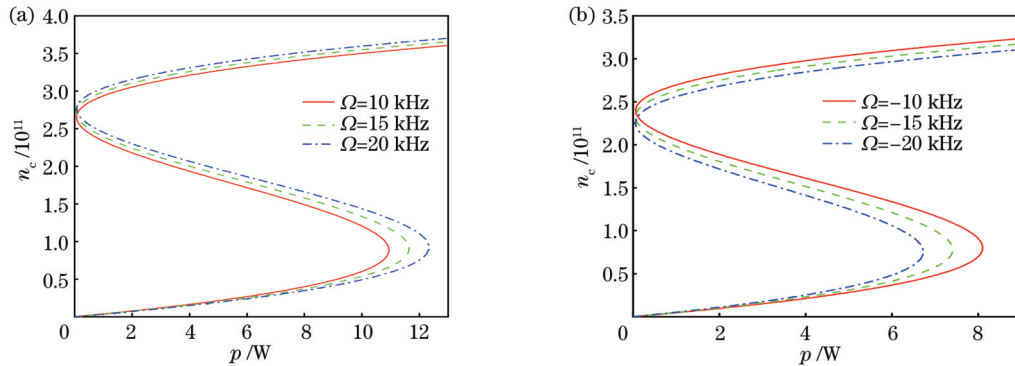 (a)
4.0
3.5
3.0
2.5
2.0
1.5
1.0
0.5
0
2
4
6
8
10
12
n_c /10^11
p /W
Ω=10 kHz
Ω=15 kHz
Ω=20 kHz
(b)
3.5
3.0
2.5
2.0
1.5
1.0
0.5
0
2
4
6
8
n_c /10^11
p /W
Ω=−10 kHz
Ω=−15 kHz
Ω=−20 kHz